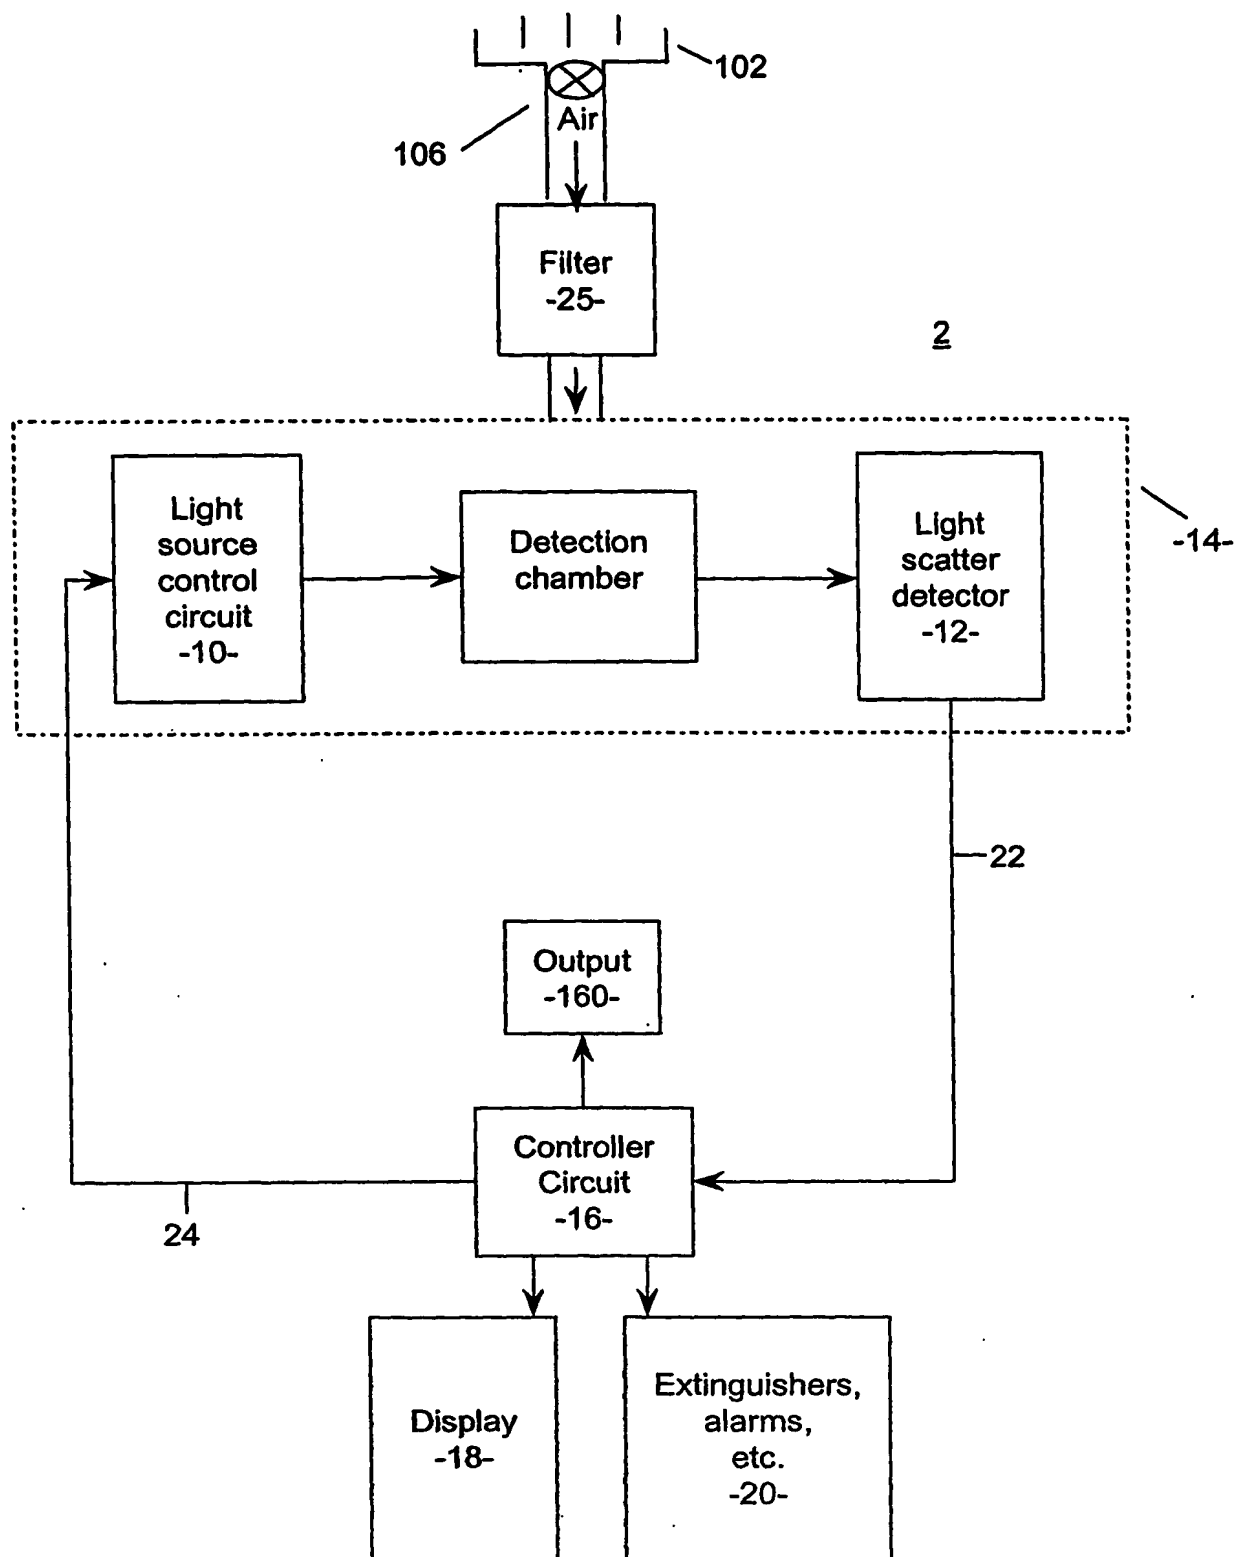 102
106
Air
Filter
-25-
2
Light
source
control
circuit
-10-
Detection
chamber
Light
scatter
detector
-12-
-14-
22
Output
-160-
Controller
Circuit
-16-
24
Display
-18-
Extinguishers,
alarms,
etc.
-20-